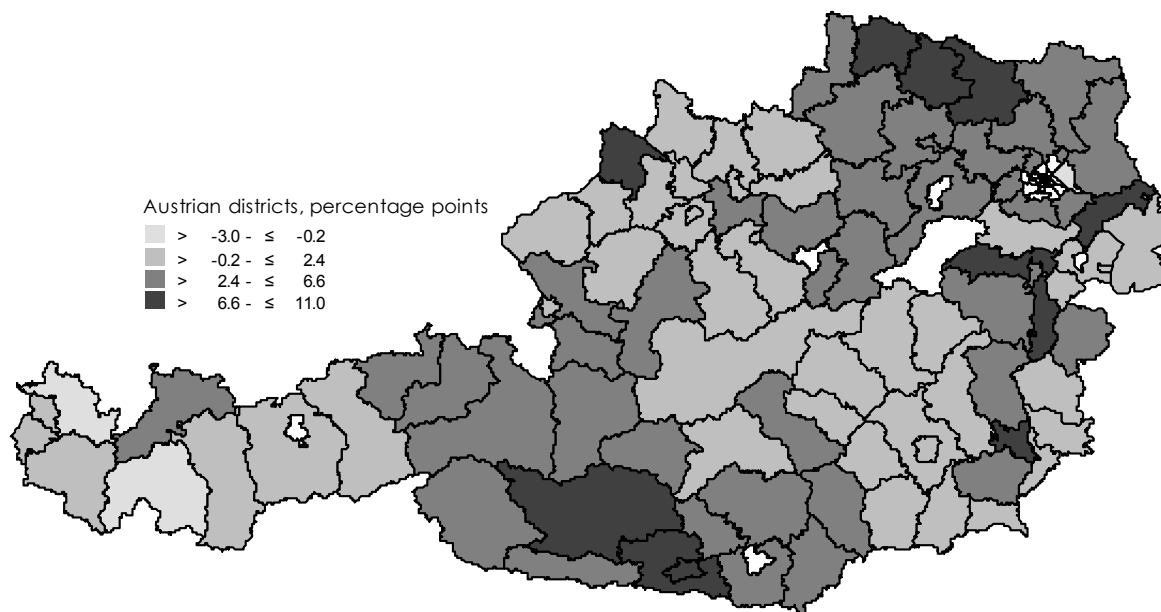 Austrian districts, percentage points
> -3.0 - ≤ -0.2
> -0.2 - ≤ 2.4
> 2.4 - ≤ 6.6
> 6.6 - ≤ 11.0